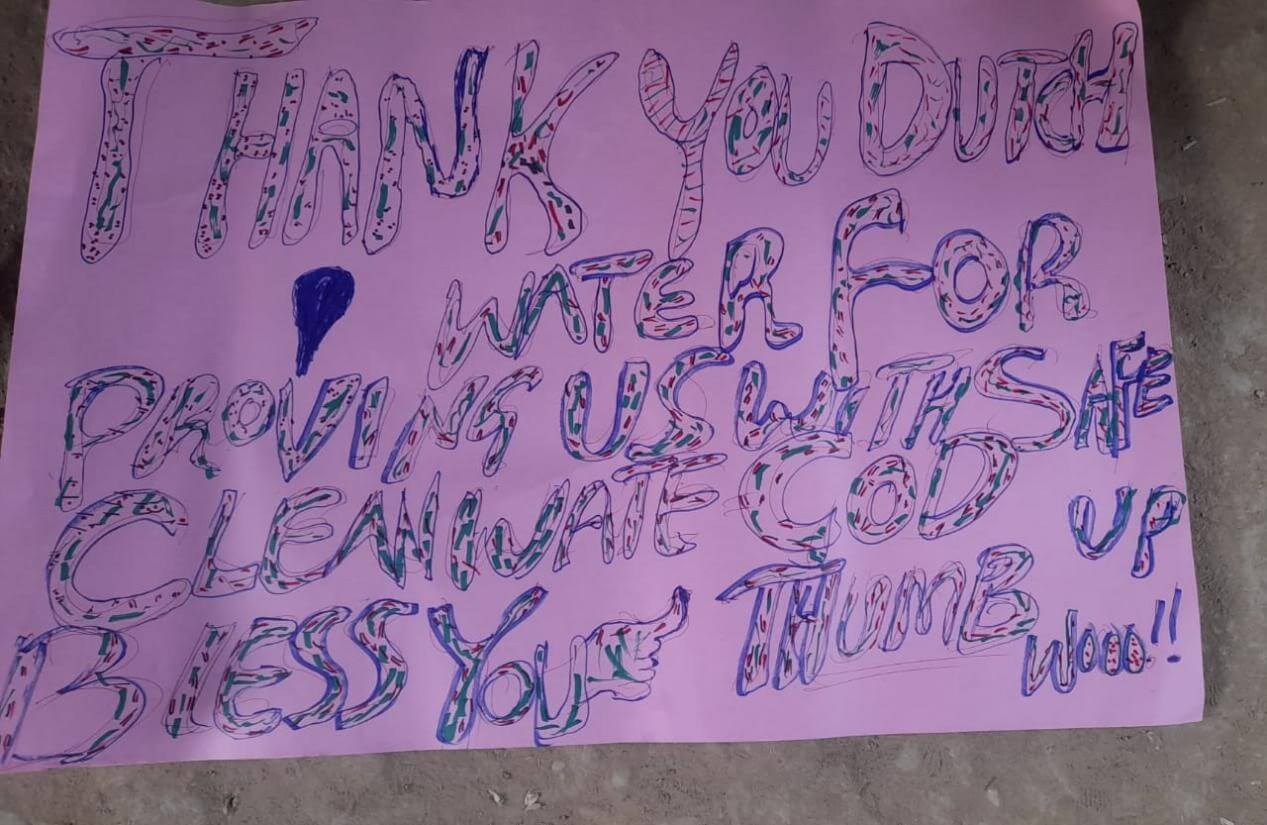 THANK YOU DUTCH
WATER FOR
PROVING US WITH SAFE
CLEAN WATE GOD
BLESS YOU THUMB UP
WOOO!!